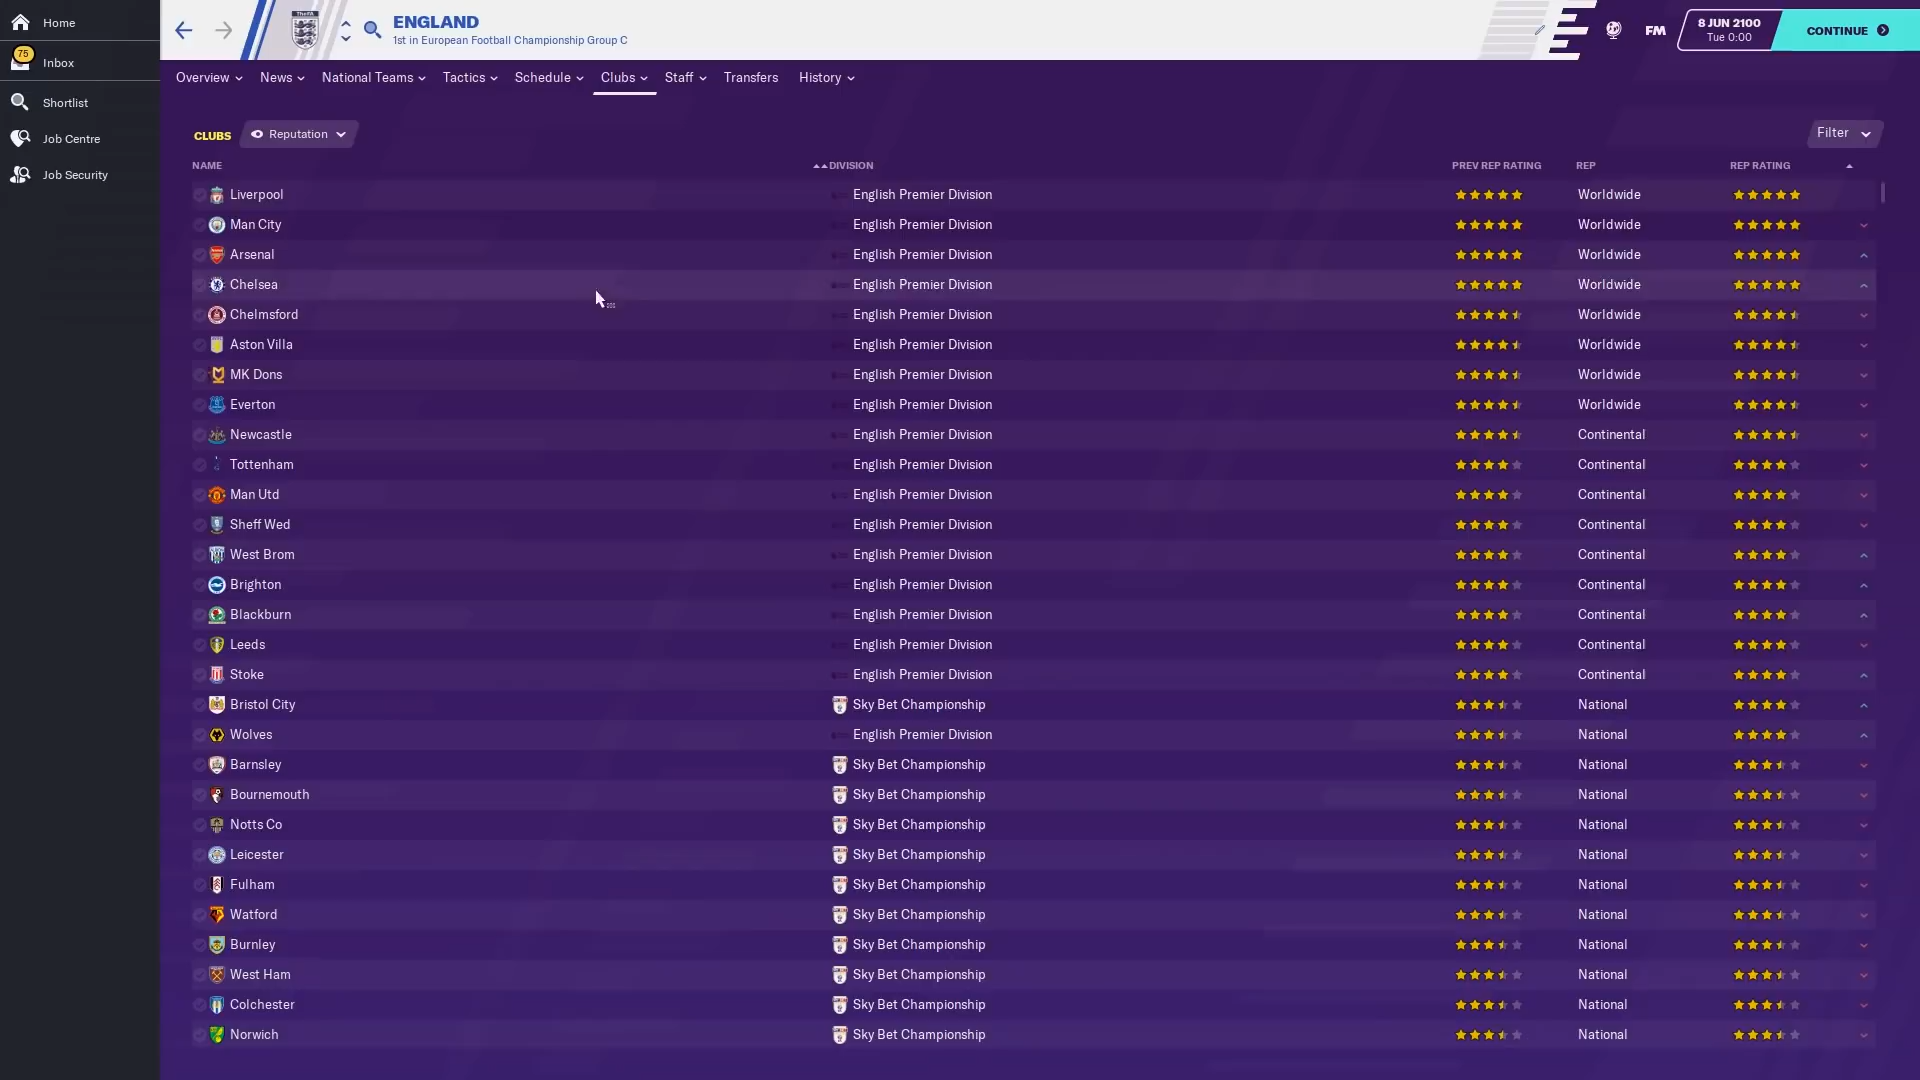 Home
75
Inbox
Shortlist
Job Centre
Job Security
ENGLAND
1st in European Football Championship Group C
FM
8 JUN 2100
Tue 0:00
CONTINUE
Overview News National Teams Tactics Schedule Clubs Staff Transfers History
CLUBS Reputation Filter
NAME DIVISION PREV REP RATING REP REP RATING
Liverpool English Premier Division Worldwide
Man City English Premier Division Worldwide
Arsenal English Premier Division Worldwide
Chelsea English Premier Division Worldwide
Chelmsford English Premier Division Worldwide
Aston Villa English Premier Division Worldwide
MK Dons English Premier Division Worldwide
Everton English Premier Division Worldwide
Newcastle English Premier Division Continental
Tottenham English Premier Division Continental
Man Utd English Premier Division Continental
Sheff Wed English Premier Division Continental
West Brom English Premier Division Continental
Brighton English Premier Division Continental
Blackburn English Premier Division Continental
Leeds English Premier Division Continental
Stoke English Premier Division Continental
Bristol City Sky Bet Championship National
Wolves English Premier Division National
Barnsley Sky Bet Championship National
Bournemouth Sky Bet Championship National
Notts Co Sky Bet Championship National
Leicester Sky Bet Championship National
Fulham Sky Bet Championship National
Watford Sky Bet Championship National
Burnley Sky Bet Championship National
West Ham Sky Bet Championship National
Colchester Sky Bet Championship National
Norwich Sky Bet Championship National